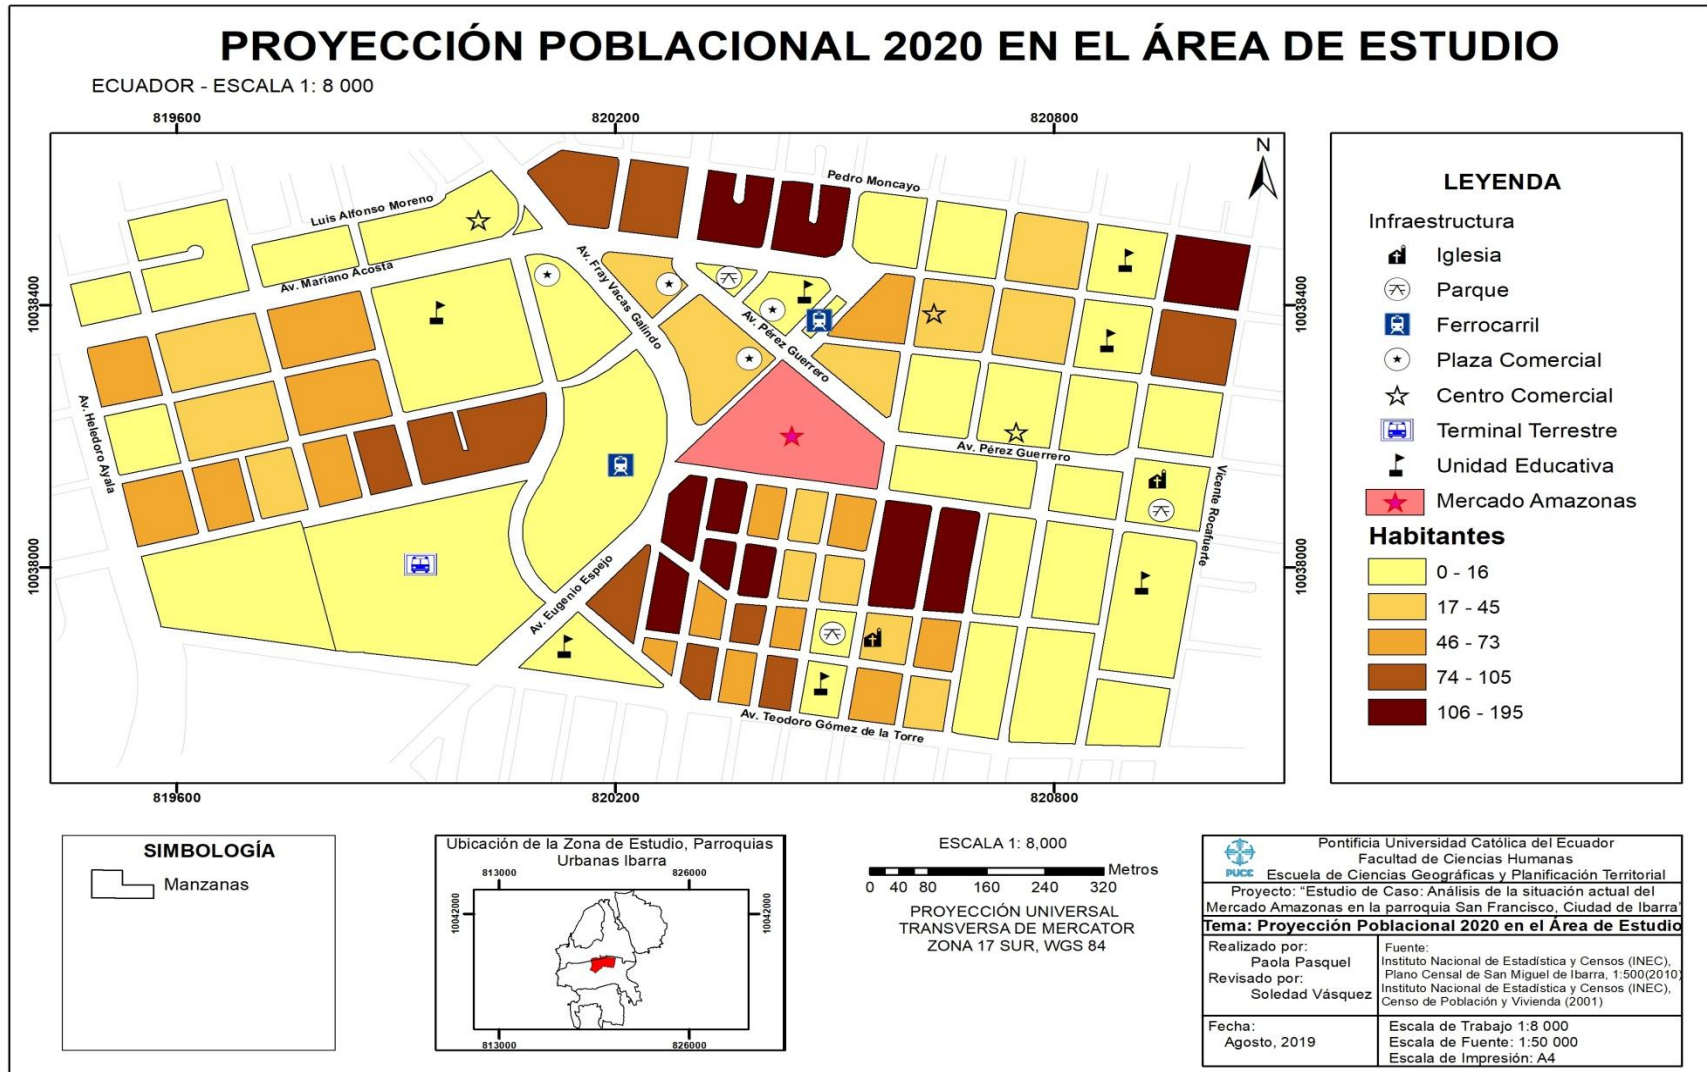 PROYECCIÓN POBLACIONAL 2020 EN EL ÁREA DE ESTUDIO
ECUADOR - ESCALA 1: 8 000
819600
820200
820800
10038400
10038000
10038400
10038000
819600
820200
820800
N
Pedro Moncayo
Luis Alfonso Moreno
Av. Mariano Acosta
Av. Fray Vacas Galindo
Av. Pérez Guerrero
Av. Pérez Guerrero
Av. Heledoro Ayala
Vicente Rocafuerte
Av. Eugenio Espejo
Av. Teodoro Gómez de la Torre
LEYENDA
Infraestructura
Iglesia
Parque
Ferrocarril
Plaza Comercial
Centro Comercial
Terminal Terrestre
Unidad Educativa
Mercado Amazonas
Habitantes
0 - 16
17 - 45
46 - 73
74 - 105
106 - 195
SIMBOLOGÍA
Manzanas
Ubicación de la Zona de Estudio, Parroquias
Urbanas Ibarra
813000
826000
10042000
10042000
813000
826000
ESCALA 1: 8,000
Metros
0 40 80 160 240 320
PROYECCIÓN UNIVERSAL
TRANSVERSA DE MERCATOR
ZONA 17 SUR, WGS 84
PUCE
Pontificia Universidad Católica del Ecuador
Facultad de Ciencias Humanas
Escuela de Ciencias Geográficas y Planificación Territorial
Proyecto: "Estudio de Caso: Análisis de la situación actual del
Mercado Amazonas en la parroquia San Francisco, Ciudad de Ibarra"
Tema: Proyección Poblacional 2020 en el Área de Estudio
Realizado por:
Paola Pasquel
Revisado por:
Soledad Vásquez
Fuente:
Instituto Nacional de Estadística y Censos (INEC),
Plano Censal de San Miguel de Ibarra, 1:500(2010)
Instituto Nacional de Estadística y Censos (INEC),
Censo de Población y Vivienda (2001)
Fecha:
Agosto, 2019
Escala de Trabajo 1:8 000
Escala de Fuente: 1:50 000
Escala de Impresión: A4